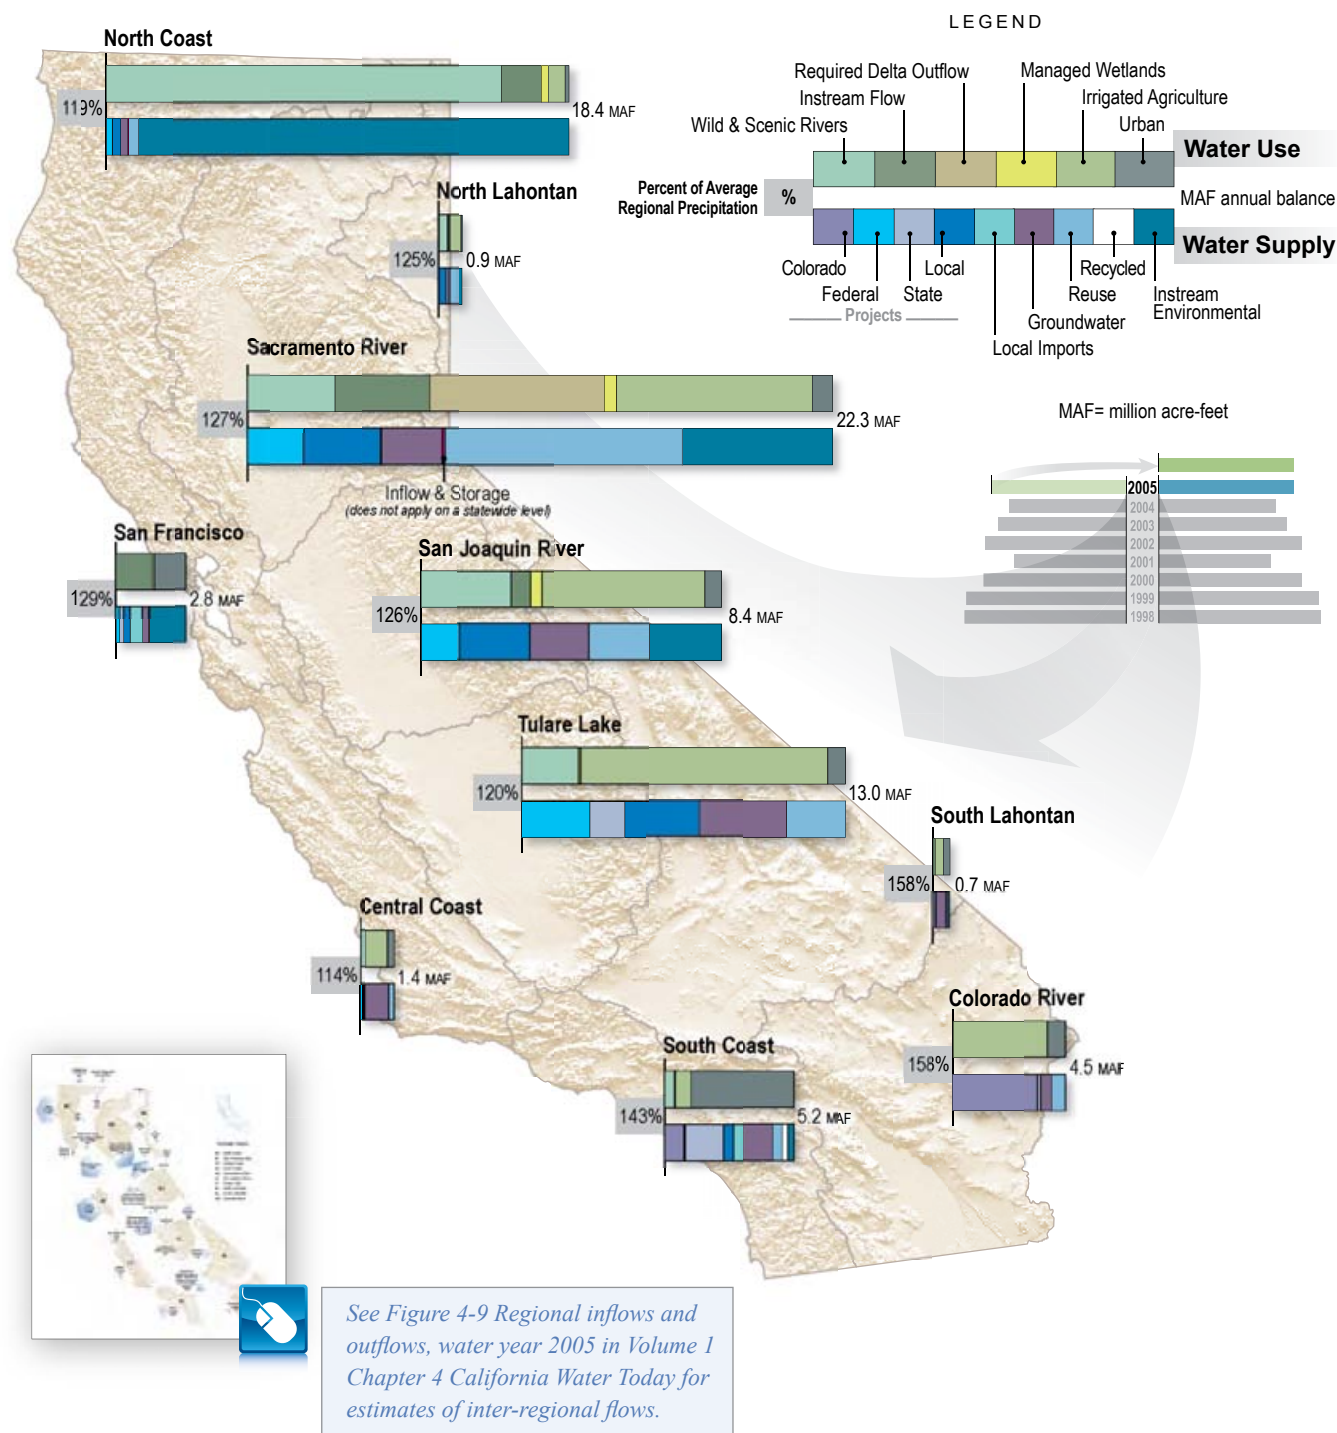 LEGEND
Required Delta Outflow
Managed Wetlands
Instream Flow
Irrigated Agriculture
Wild & Scenic Rivers
Urban
Water Use
Percent of Average
Regional Precipitation
%
MAF annual balance
Water Supply
Colorado
Local
Recycled
Federal
State
Reuse
Instream
Environmental
Projects
Groundwater
Local Imports
MAF= million acre-feet
2005
2004
2003
2002
2001
2000
1999
1998
North Coast
119%
18.4 MAF
North Lahontan
125%
0.9 MAF
Sacramento River
127%
22.3 MAF
Inflow & Storage
(does not apply on a statewide level)
San Francisco
129%
2.8 MAF
San Joaquin River
126%
8.4 MAF
Tulare Lake
120%
13.0 MAF
South Lahontan
158%
0.7 MAF
Central Coast
114%
1.4 MAF
Colorado River
158%
4.5 MAF
South Coast
143%
5.2 MAF
See Figure 4-9 Regional inflows and
outflows, water year 2005 in Volume 1
Chapter 4 California Water Today for
estimates of inter-regional flows.